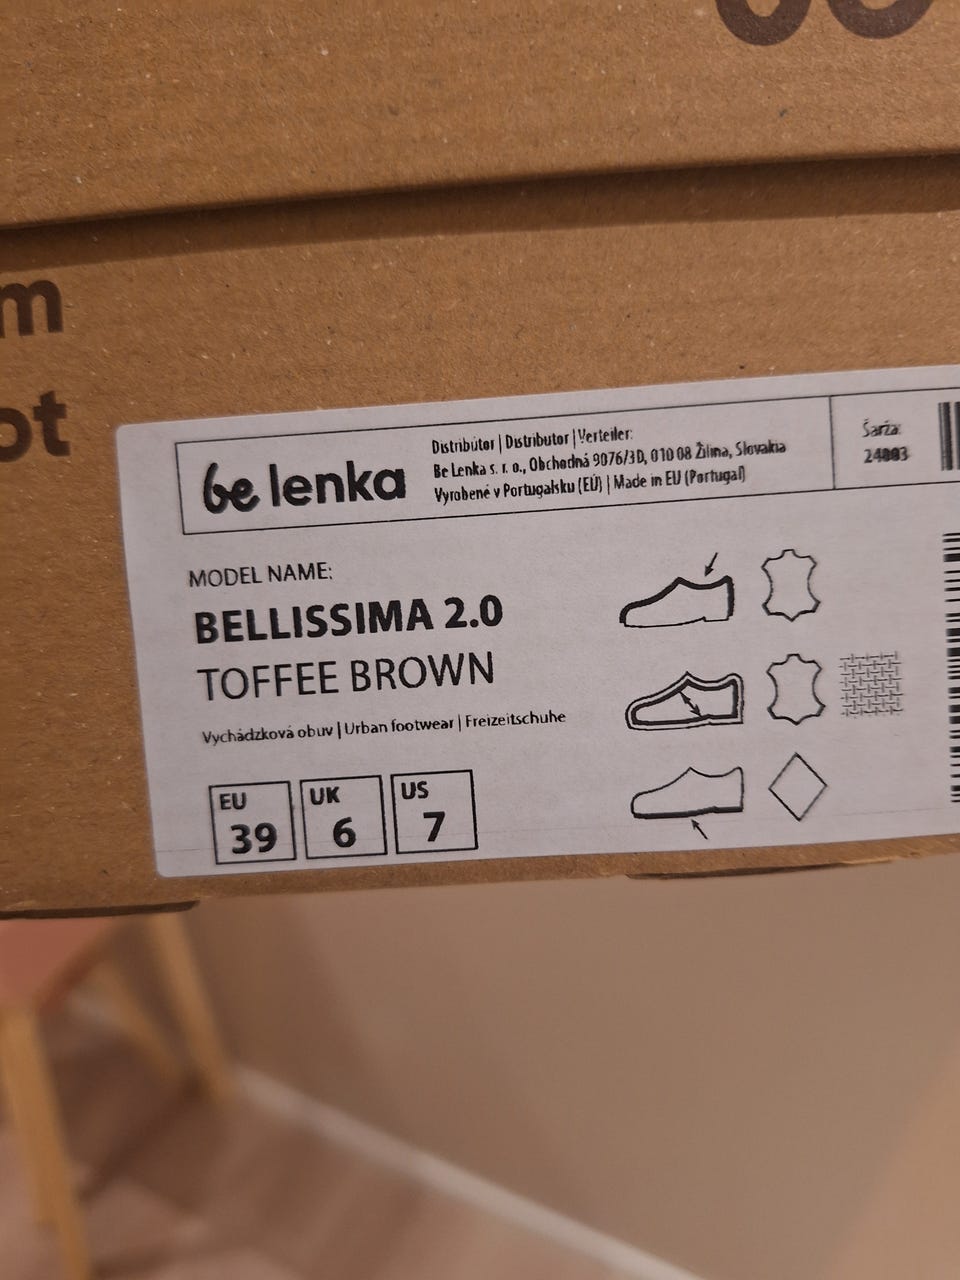 m
ot
be lenka
Distribútor | Distributor | Verteiler:
Be Lenka s. r. o., Obchodná 9076/3D, 010 08 Žilina, Slovakia
Vyrobené v Portugalsku (EÚ) | Made in EU (Portugal)
Šarža:
MODEL NAME:
BELLISSIMA 2.0
TOFFEE BROWN
Vychádzková obuv | Urban footwear | Freizeitschuhe
EU
39
UK
6
US
7